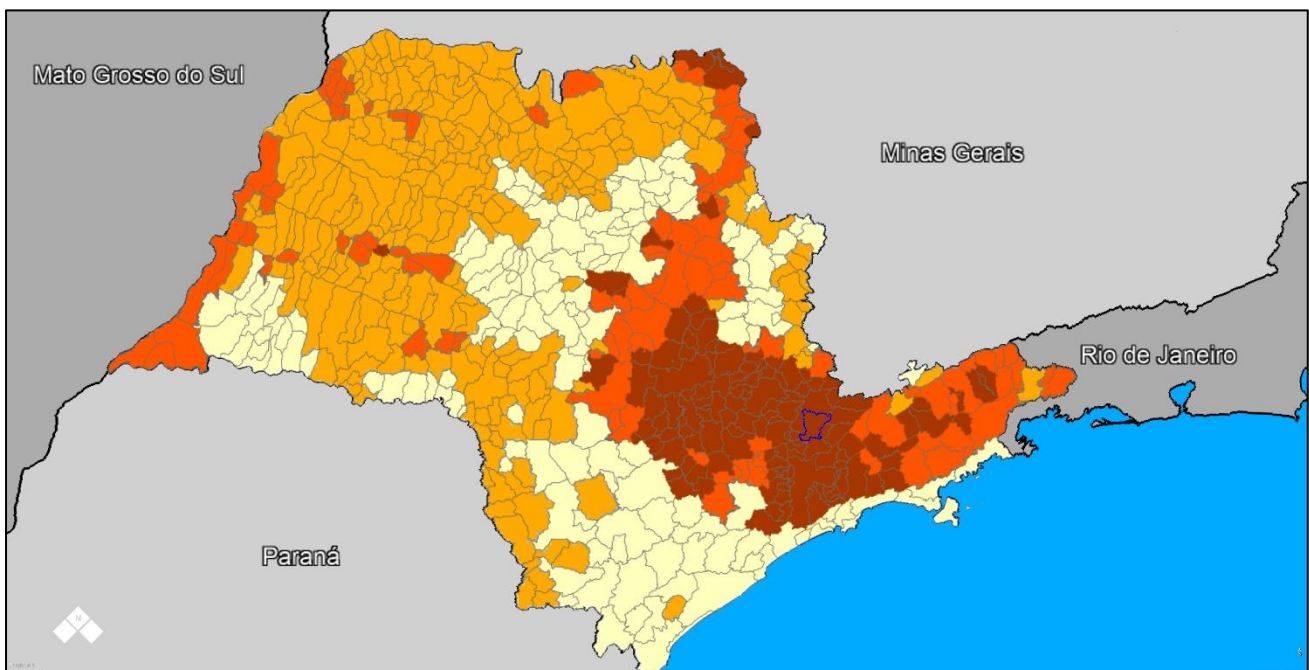 Mato Grosso do Sul
Minas Gerais
Rio de Janeiro
Paraná
N